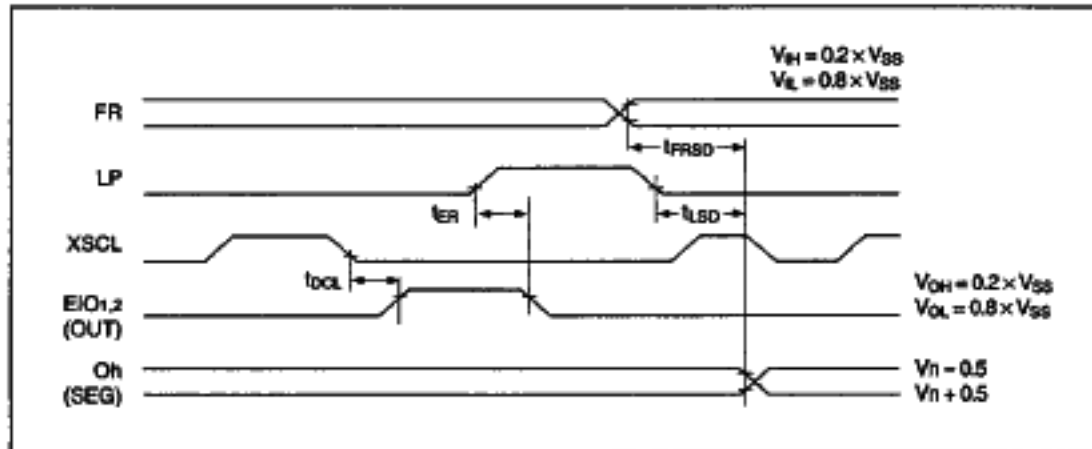 VIH = 0.2 × VSS
VIL = 0.8 × VSS
FR
tFRSD
LP
tER
tLSD
XSCL
tDCL
EIO1,2
(OUT)
VOH = 0.2 × VSS
VOL = 0.8 × VSS
Oh
(SEG)
Vn – 0.5
Vn + 0.5